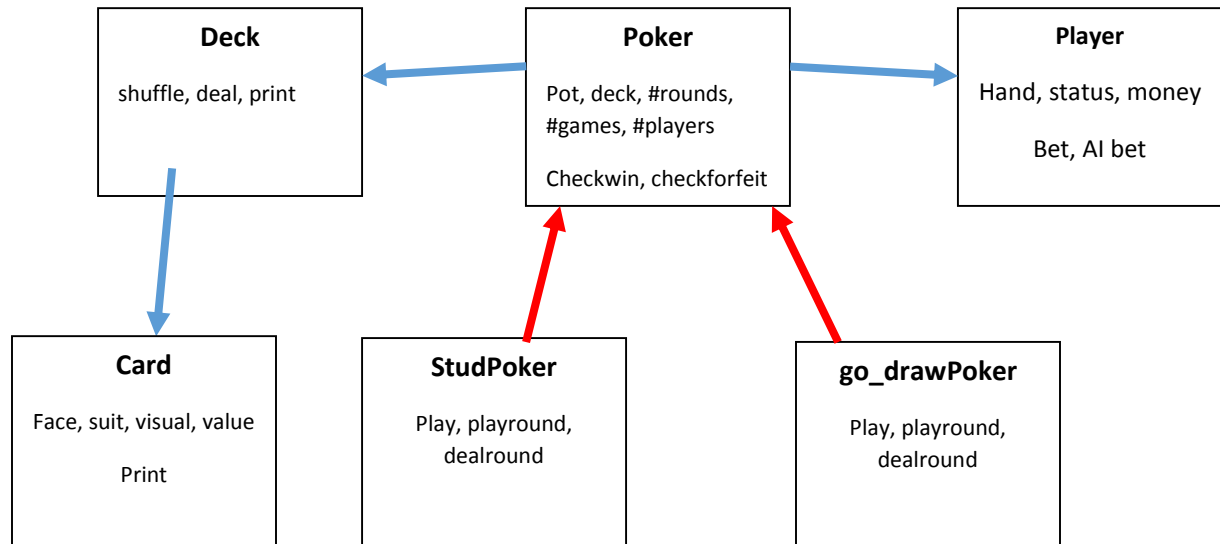 Deck
shuffle, deal, print
Poker
Pot, deck, #rounds,
#games, #players
Checkwin, checkforfeit
Player
Hand, status, money
Bet, AI bet
Card
Face, suit, visual, value
Print
StudPoker
Play, playround,
dealround
go_drawPoker
Play, playround,
dealround